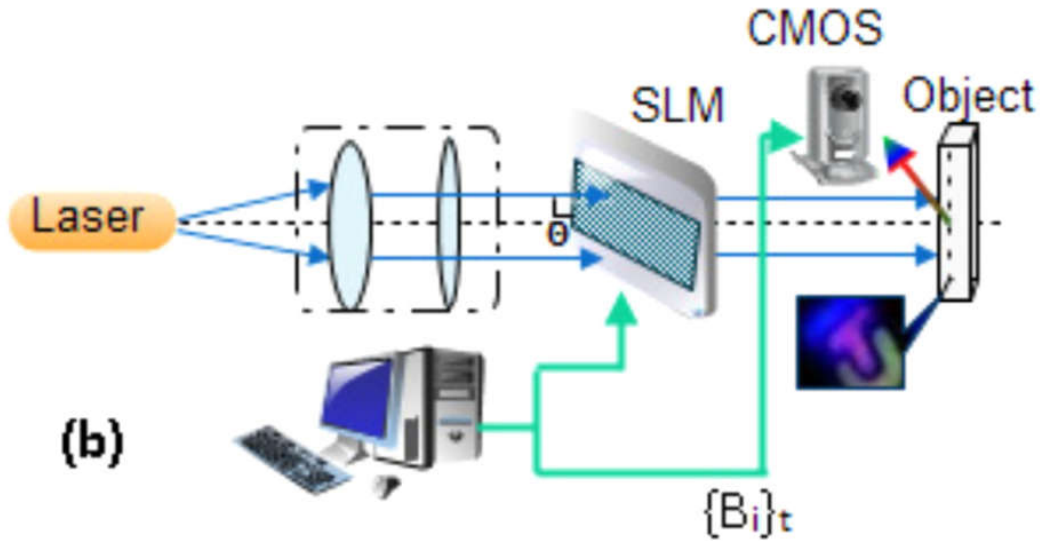 CMOS
SLM
Object
Laser
θ
(b)
{Bi}t